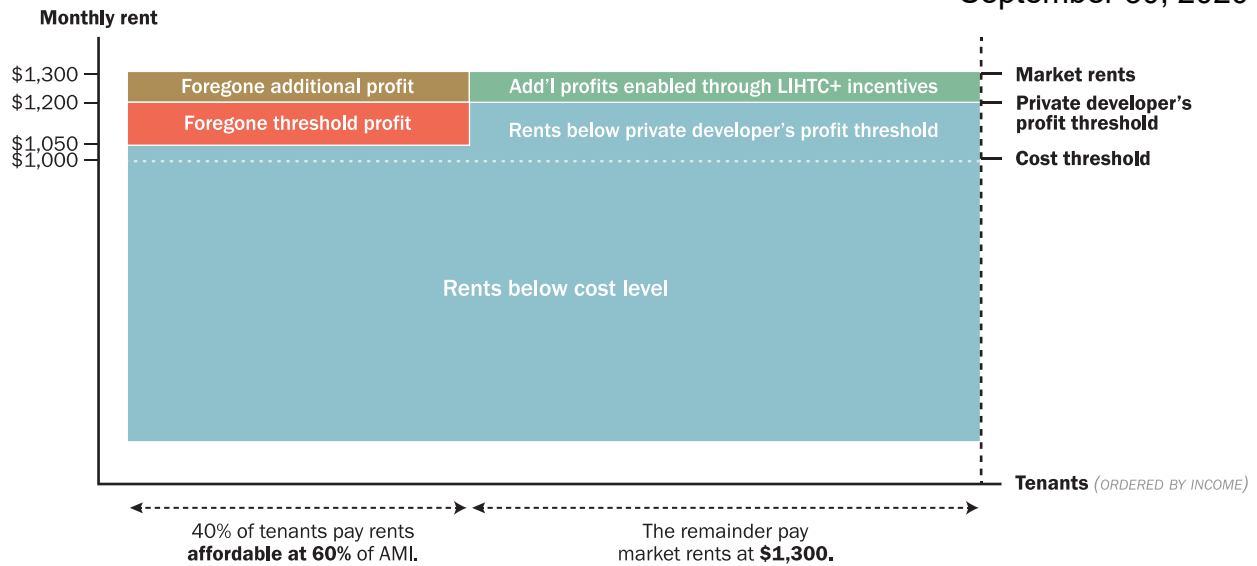 Monthly rent
$1,300
$1,200
$1,050
$1,000
Foregone additional profit
Add'l profits enabled through LIHTC+ incentives
Foregone threshold profit
Rents below private developer's profit threshold
Rents below cost level
Market rents
Private developer's
profit threshold
Cost threshold
Tenants (ORDERED BY INCOME)
40% of tenants pay rents
affordable at 60% of AMI.
The remainder pay
market rents at $1,300.